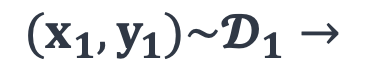 (𝐱₁, 𝐲₁)~𝓓₁ →